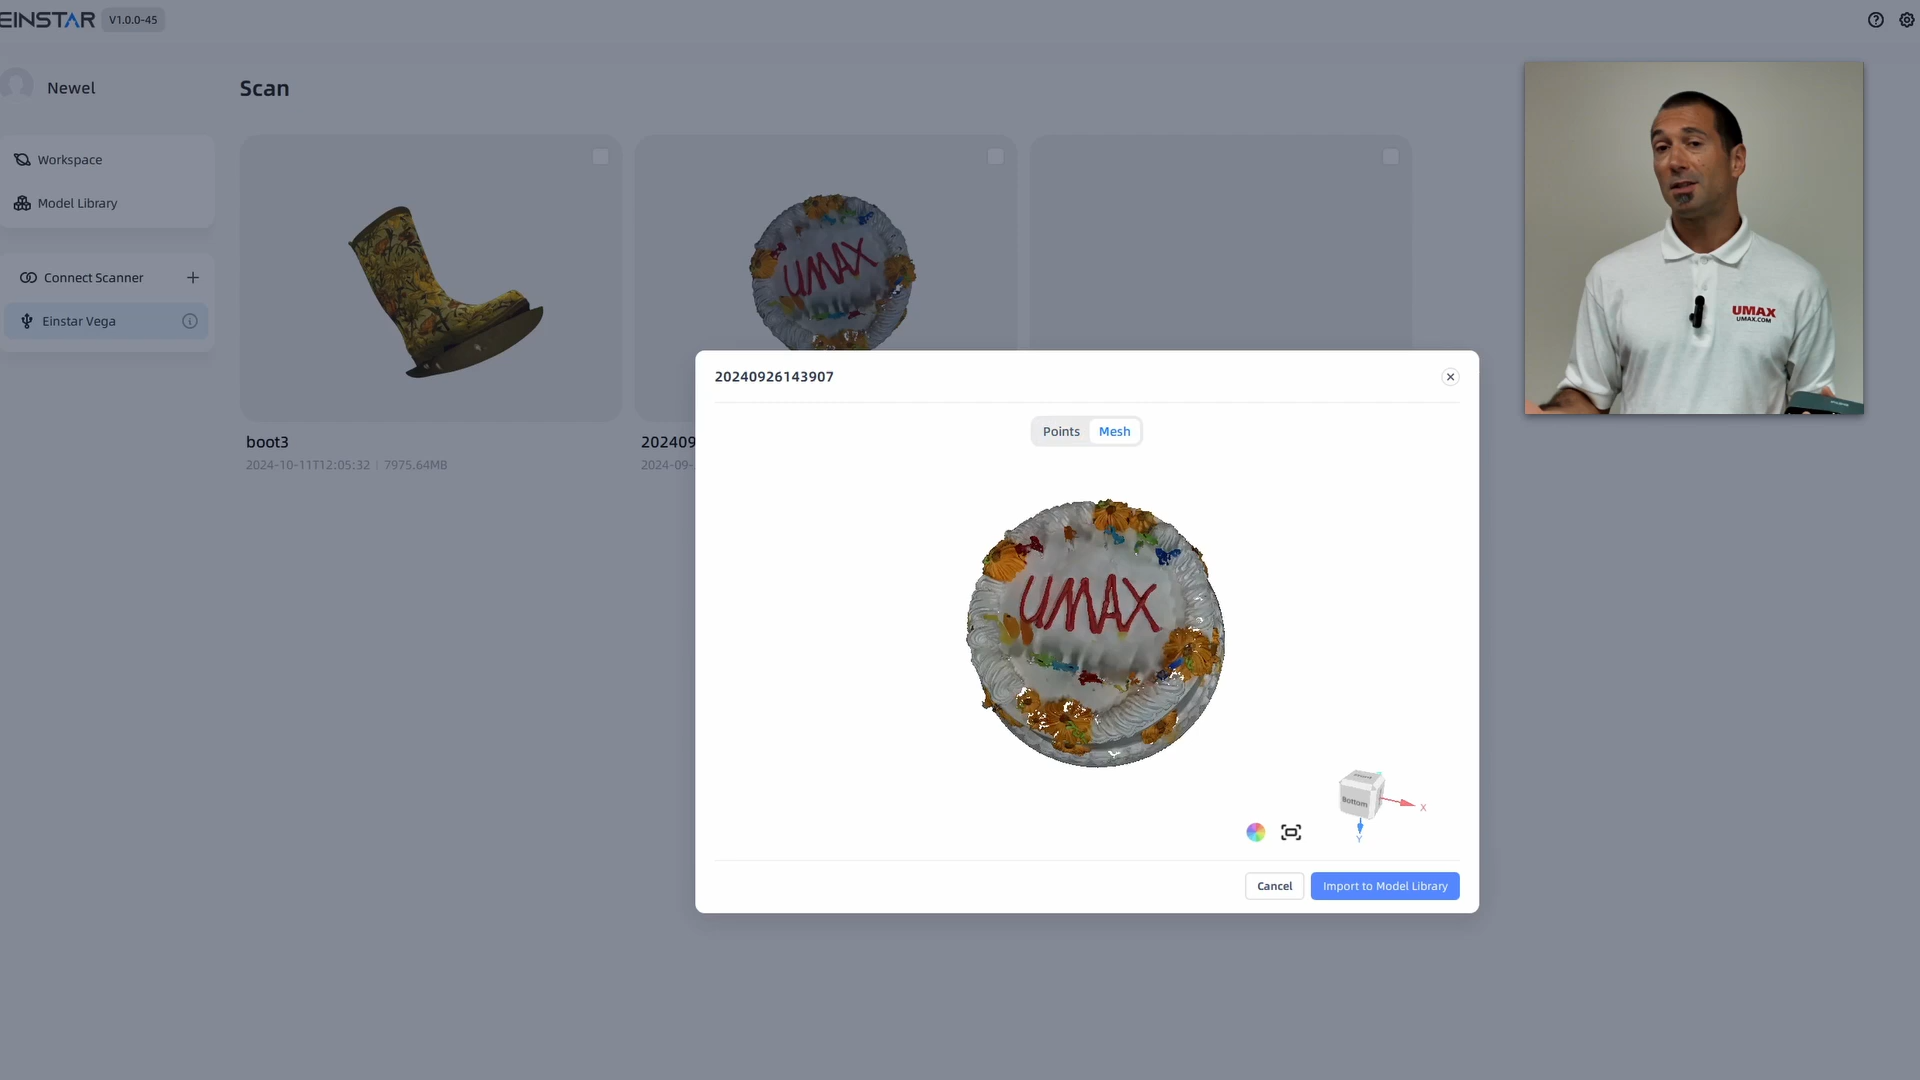 EINSTAR V1.0.0-45
Newel
Workspace
Model Library
Connect Scanner
Einstar Vega
Scan
UMAX
boot3
2024-10-11T12:05:32 | 7975.64MB
202409
2024-09-
20240926143907
Points Mesh
UMAX
Bottom
X
Y
Cancel
Import to Model Library
UMAX
UMAX.COM